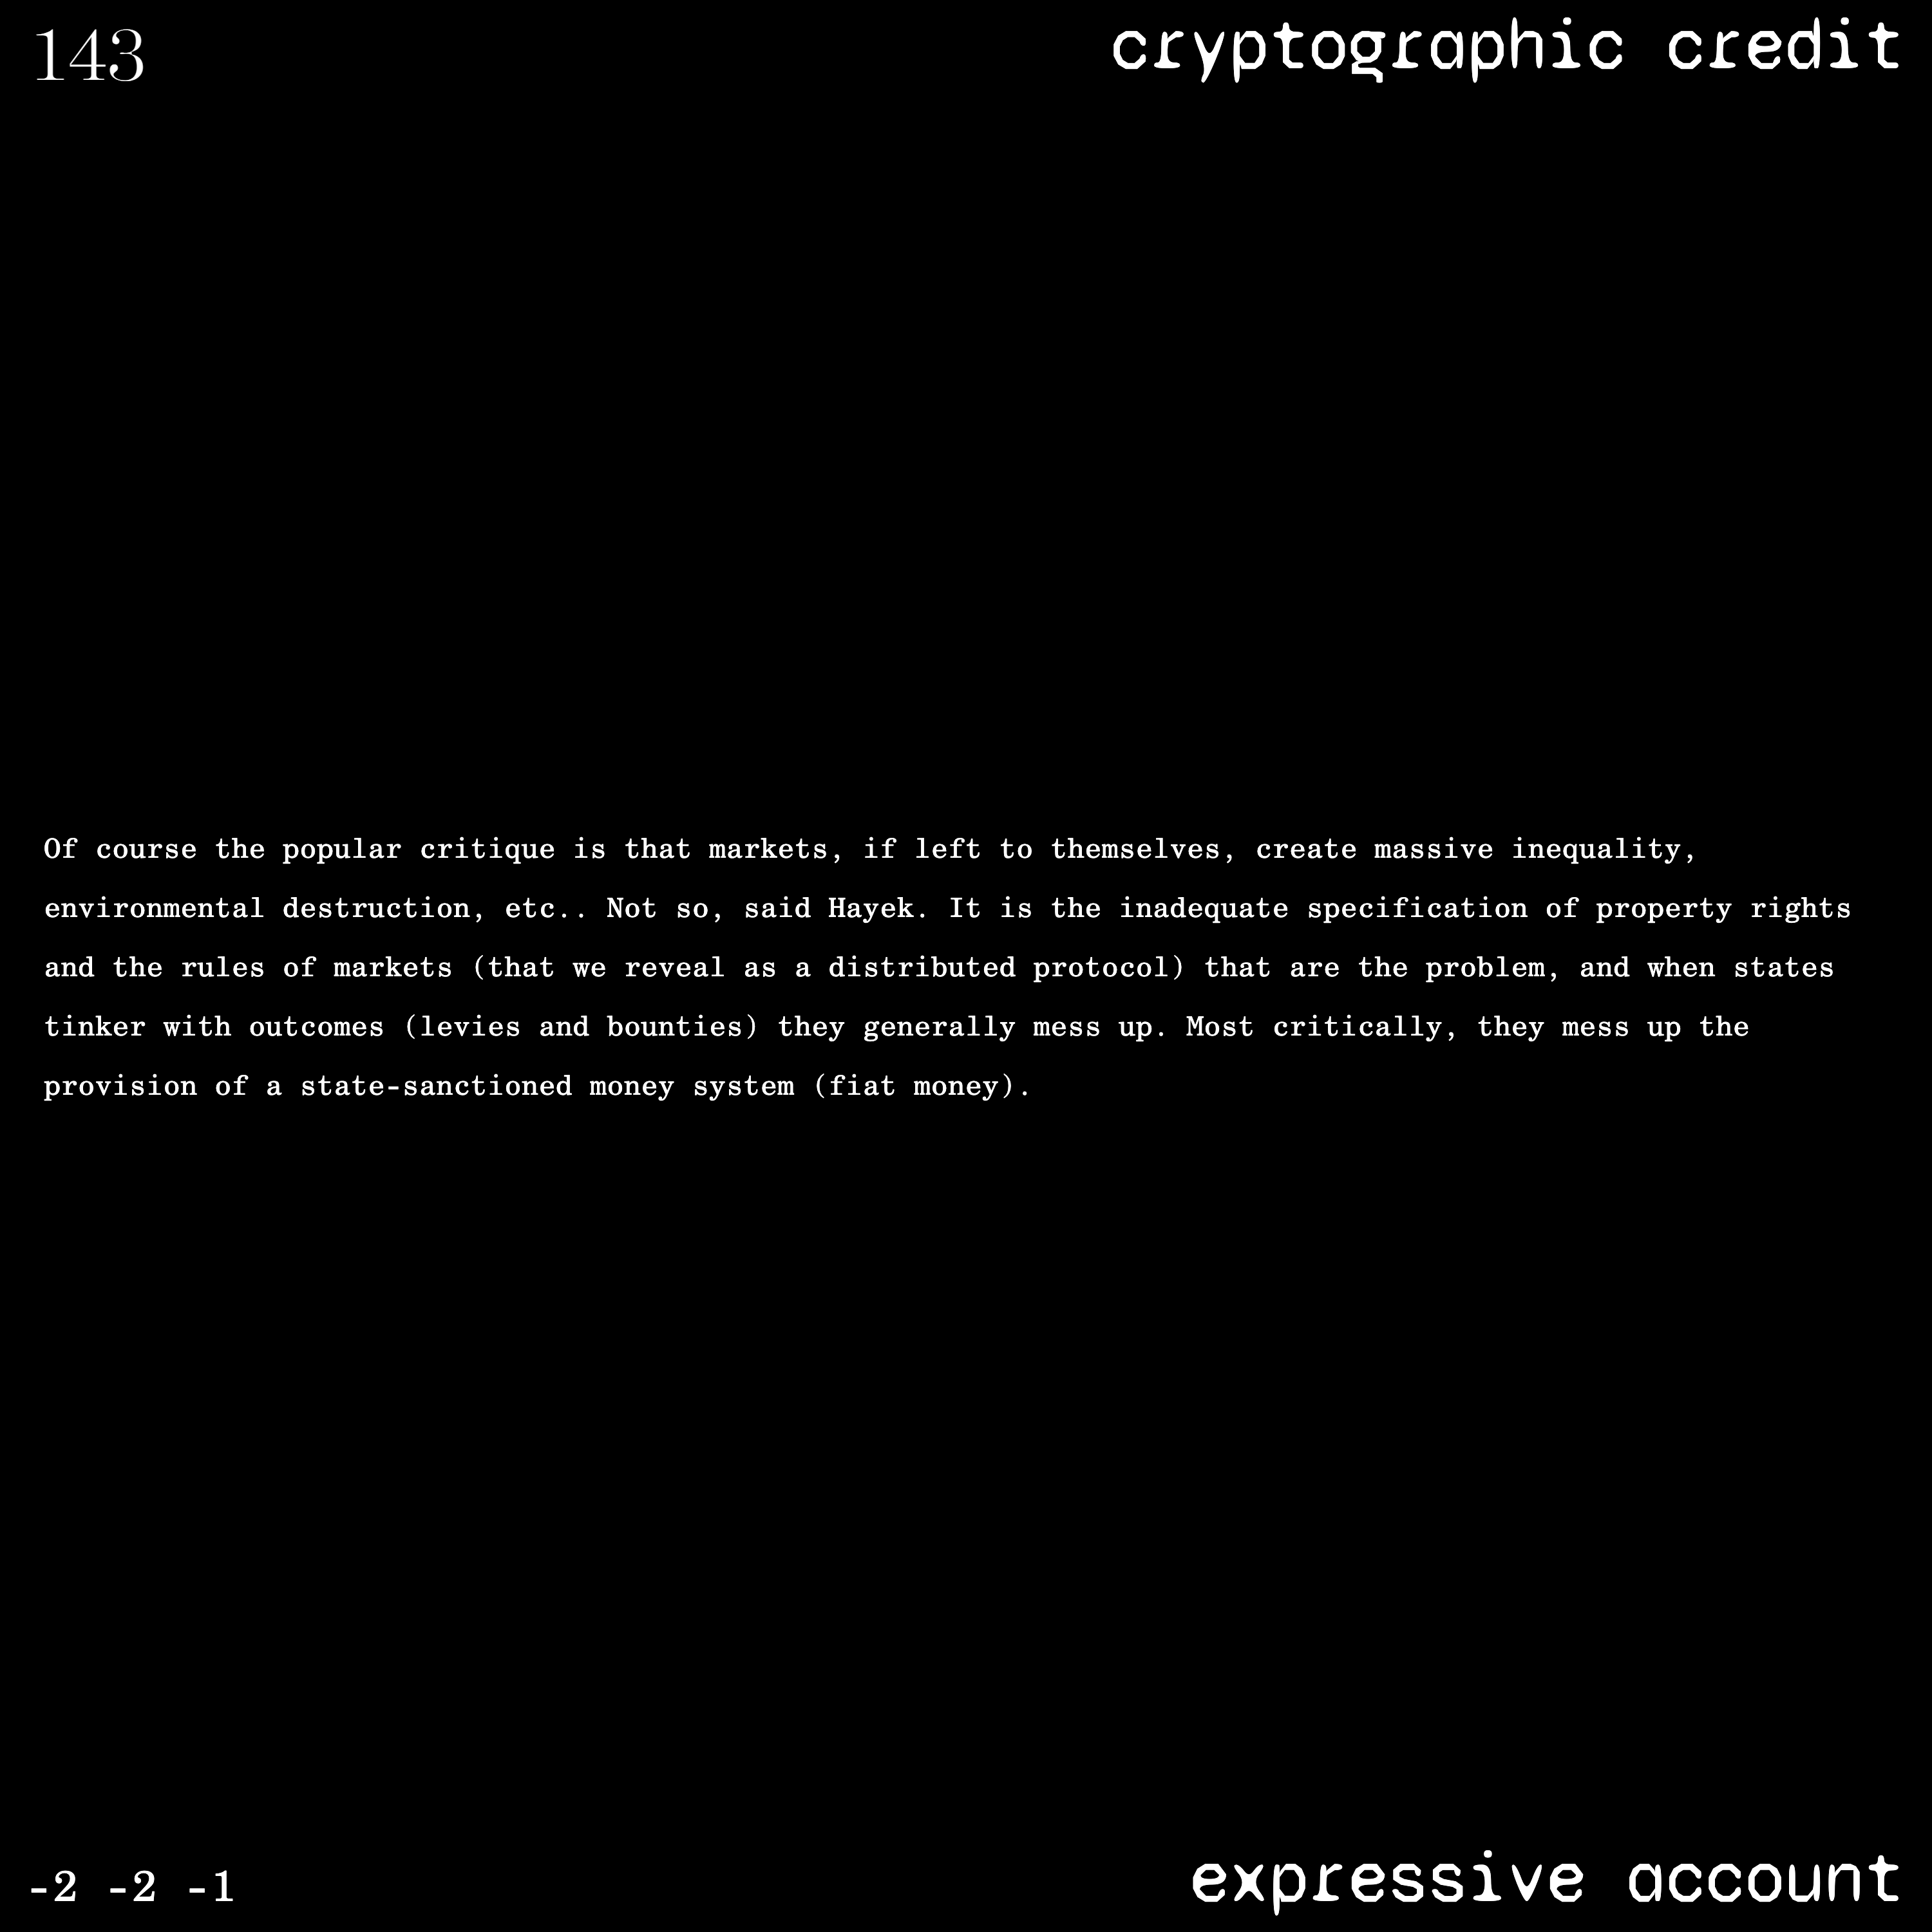 143
cryptographic credit
Of course the popular critique is that markets, if left to themselves, create massive inequality,
environmental destruction, etc.. Not so, said Hayek. It is the inadequate specification of property rights
and the rules of markets (that we reveal as a distributed protocol) that are the problem, and when states
tinker with outcomes (levies and bounties) they generally mess up. Most critically, they mess up the
provision of a state-sanctioned money system (fiat money).
-2 -2 -1
expressive account